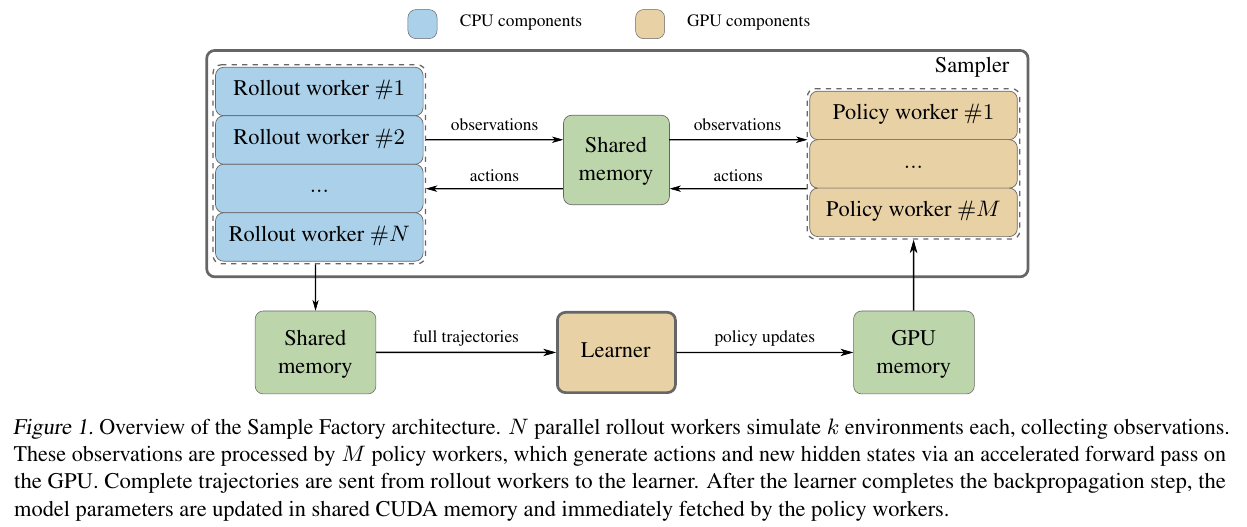 CPU components
GPU components
Sampler
Rollout worker #1
Rollout worker #2
...
Rollout worker #N
observations
actions
Shared
memory
observations
actions
Policy worker #1
...
Policy worker #M
Shared
memory
full trajectories
Learner
policy updates
GPU
memory
Figure 1. Overview of the Sample Factory architecture. N parallel rollout workers simulate k environments each, collecting observations.
These observations are processed by M policy workers, which generate actions and new hidden states via an accelerated forward pass on
the GPU. Complete trajectories are sent from rollout workers to the learner. After the learner completes the backpropagation step, the
model parameters are updated in shared CUDA memory and immediately fetched by the policy workers.